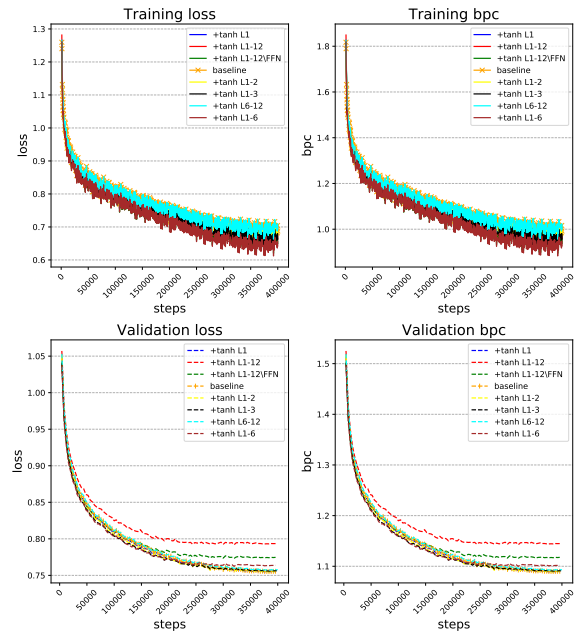 Training loss
loss
1.3
1.2
1.1
1.0
0.9
0.8
0.7
0.6
+tanh L1
+tanh L1-12
+tanh L1-12\FFN
baseline
+tanh L1-2
+tanh L1-3
+tanh L6-12
+tanh L1-6
0
50000
100000
150000
200000
250000
300000
350000
400000
steps
Training bpc
bpc
1.8
1.6
1.4
1.2
1.0
+tanh L1
+tanh L1-12
+tanh L1-12\FFN
baseline
+tanh L1-2
+tanh L1-3
+tanh L6-12
+tanh L1-6
0
50000
100000
150000
200000
250000
300000
350000
400000
steps
Validation loss
loss
1.05
1.00
0.95
0.90
0.85
0.80
0.75
+tanh L1
+tanh L1-12
+tanh L1-12\FFN
baseline
+tanh L1-2
+tanh L1-3
+tanh L6-12
+tanh L1-6
0
50000
100000
150000
200000
250000
300000
350000
400000
steps
Validation bpc
bpc
1.5
1.4
1.3
1.2
1.1
+tanh L1
+tanh L1-12
+tanh L1-12\FFN
baseline
+tanh L1-2
+tanh L1-3
+tanh L6-12
+tanh L1-6
0
50000
100000
150000
200000
250000
300000
350000
400000
steps